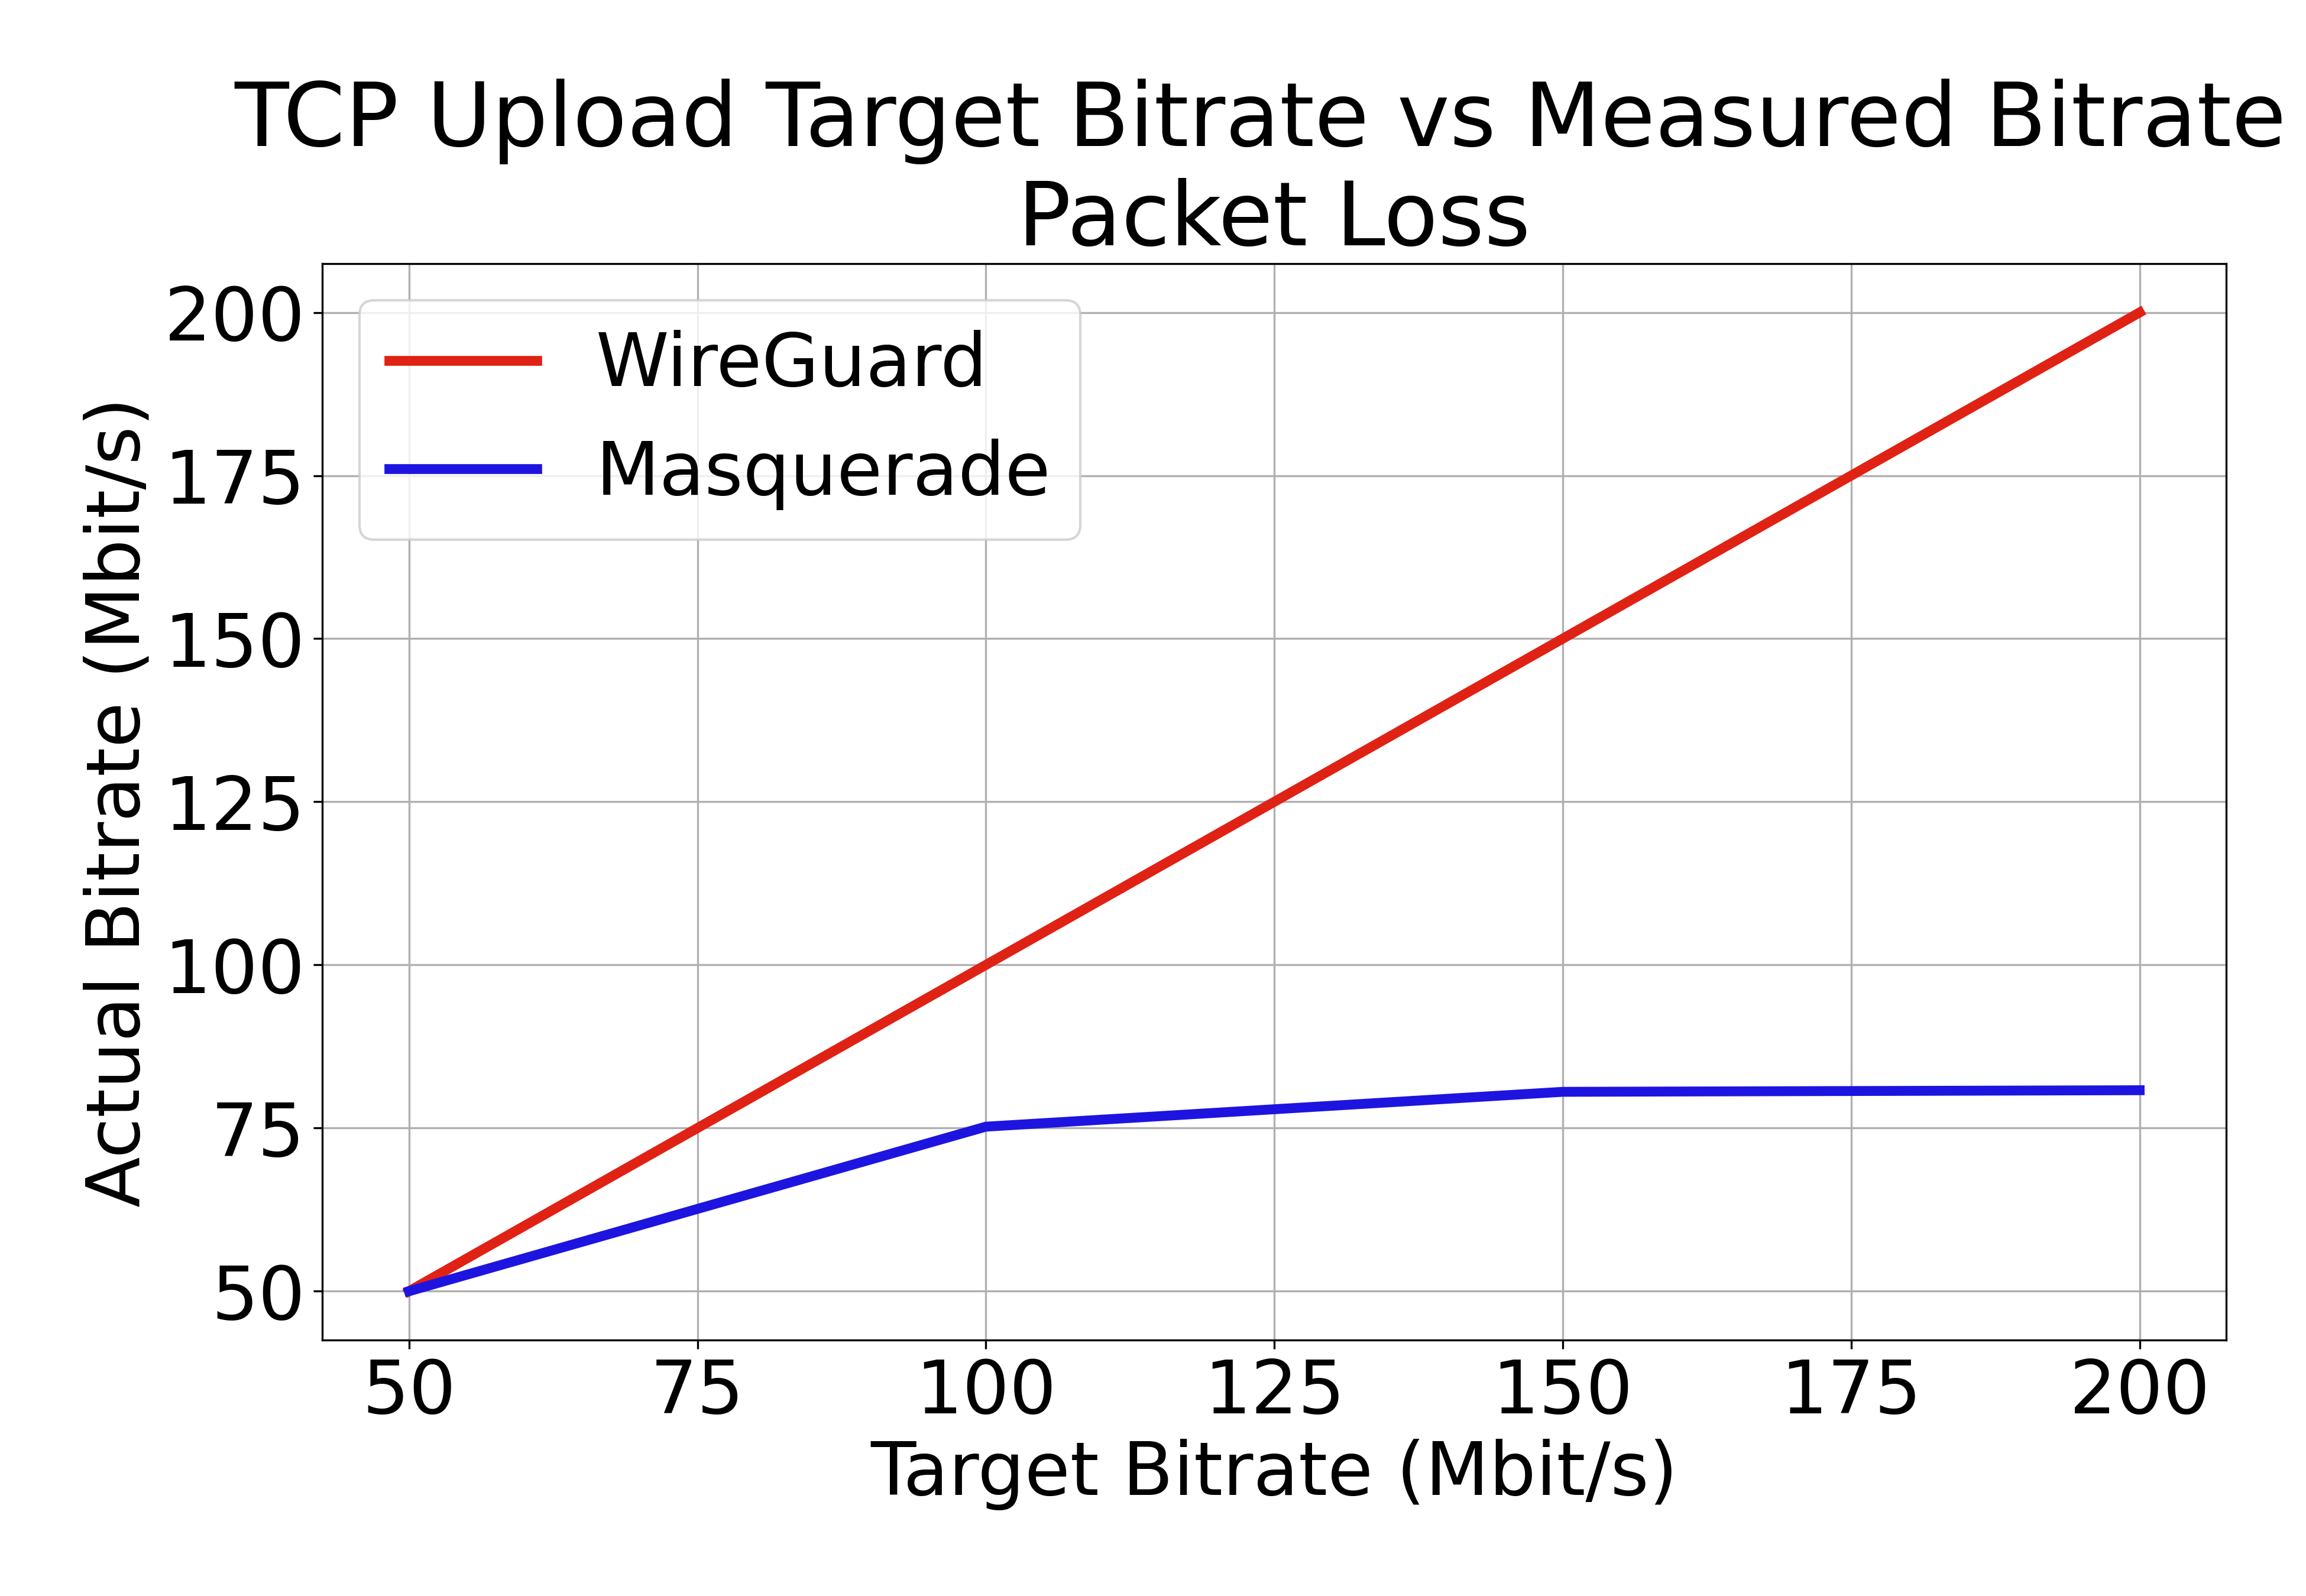 TCP Upload Target Bitrate vs Measured Bitrate
Packet Loss
WireGuard
Masquerade
Actual Bitrate (Mbit/s)
200
175
150
125
100
75
50
50 75 100 125 150 175 200
Target Bitrate (Mbit/s)